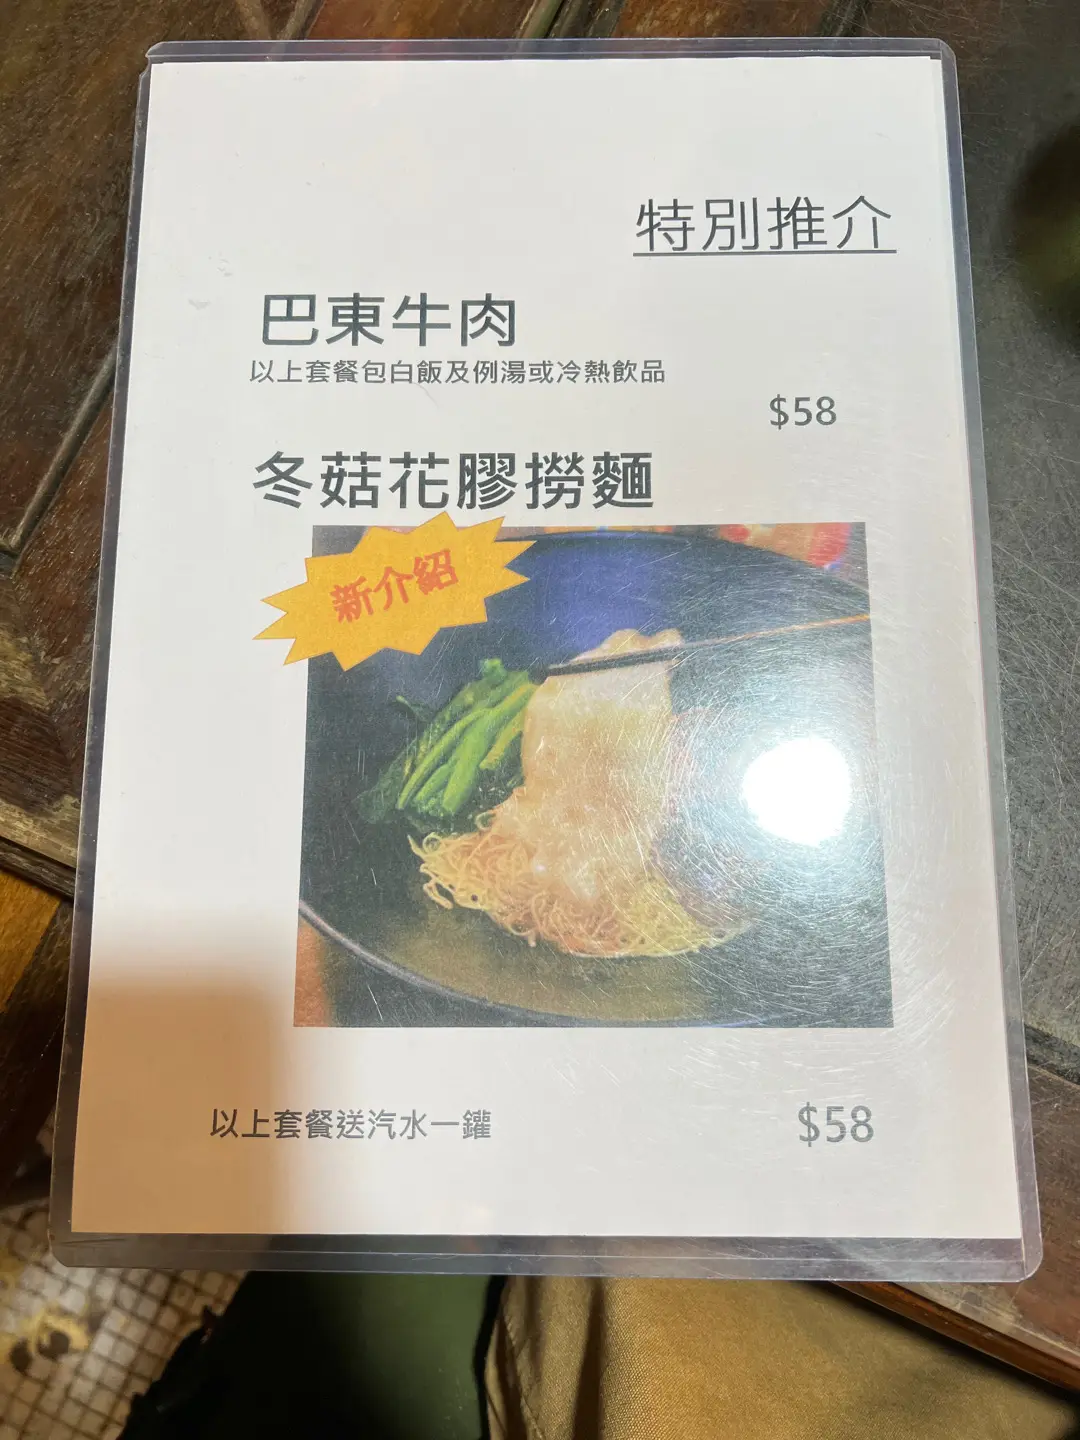 特別推介
巴東牛肉
以上套餐包白飯及例湯或冷熱飲品
$58
冬菇花膠撈麵
新介紹
以上套餐送汽水一鑵
$58